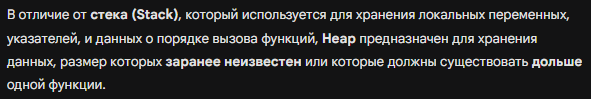 В отличие от стека (Stack), который используется для хранения локальных переменных,
указателей, и данных о порядке вызова функций, Heap предназначен для хранения
данных, размер которых заранее неизвестен или которые должны существовать дольше
одной функции.